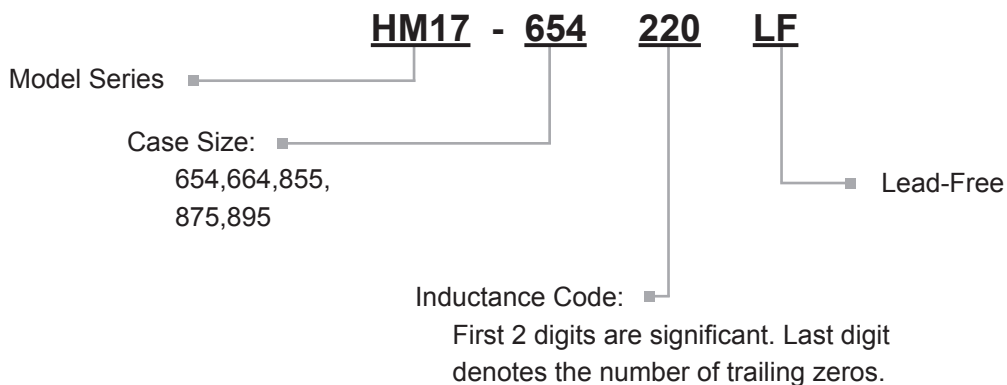 HM17 - 654 220 LF
Model Series
Case Size:
654,664,855,
875,895
Lead-Free
Inductance Code:
First 2 digits are significant. Last digit
denotes the number of trailing zeros.